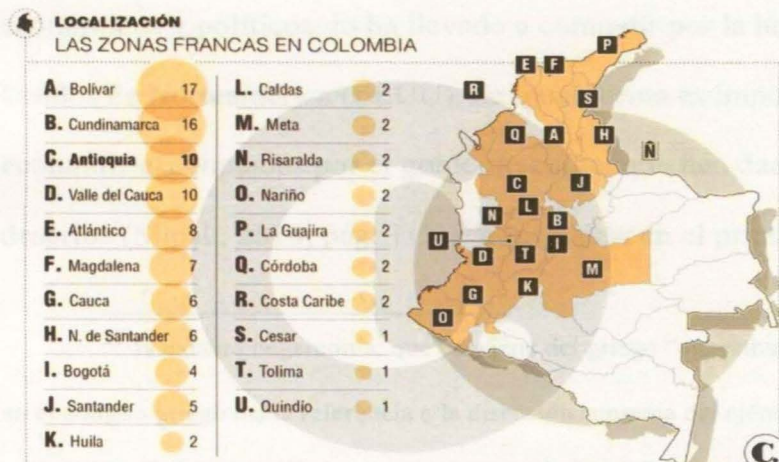 LOCALIZACIÓN
LAS ZONAS FRANCAS EN COLOMBIA
A. Bolívar 17
B. Cundinamarca 16
C. Antioquia 10
D. Valle del Cauca 10
E. Atlántico 8
F. Magdalena 7
G. Cauca 6
H. N. de Santander 6
I. Bogotá 4
J. Santander 5
K. Huila 2
L. Caldas 2
M. Meta 2
N. Risaralda 2
O. Nariño 2
P. La Guajira 2
Q. Córdoba 2
R. Costa Caribe 2
S. Cesar 1
T. Tolima 1
U. Quindío 1
P
E F
R
S
Q A H
Ñ
C J
L
N B
U
D T I
M
K
G
O
C